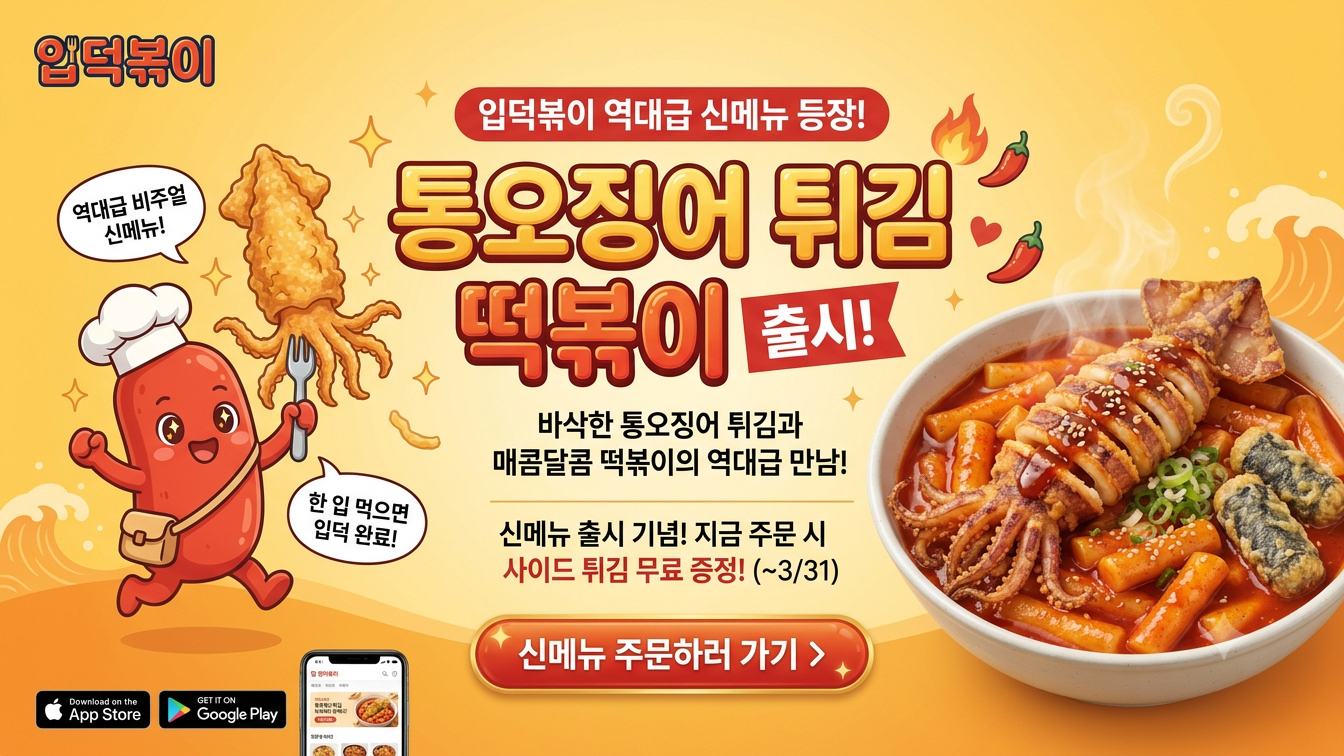 입덕볶이
입덕볶이 역대급 신메뉴 등장!
통오징어 튀김
떡볶이
출시!
역대급 비주얼
신메뉴!
한 입 먹으면
입덕 완료!
바삭한 통오징어 튀김과
매콤달콤 떡볶이의 역대급 만남!
신메뉴 출시 기념! 지금 주문 시
사이드 튀김 무료 증정! (~3/31)
신메뉴 주문하러 가기 >
Download on the
App Store
GET IT ON
Google Play